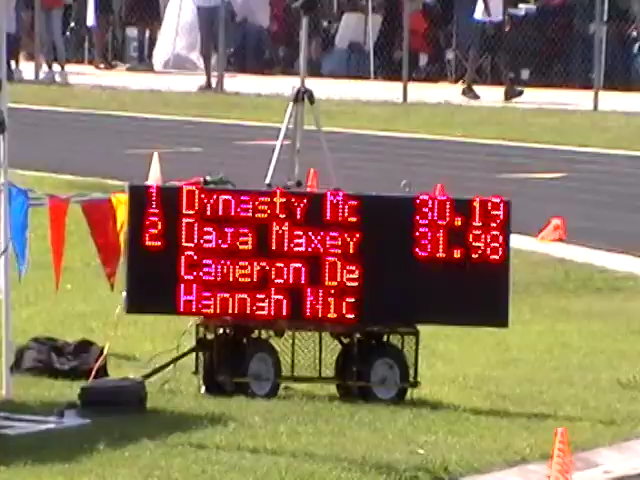 1 Dynasty Mc 30.19
2 Daja Maxey 31.98
Cameron De
Hannah Nic